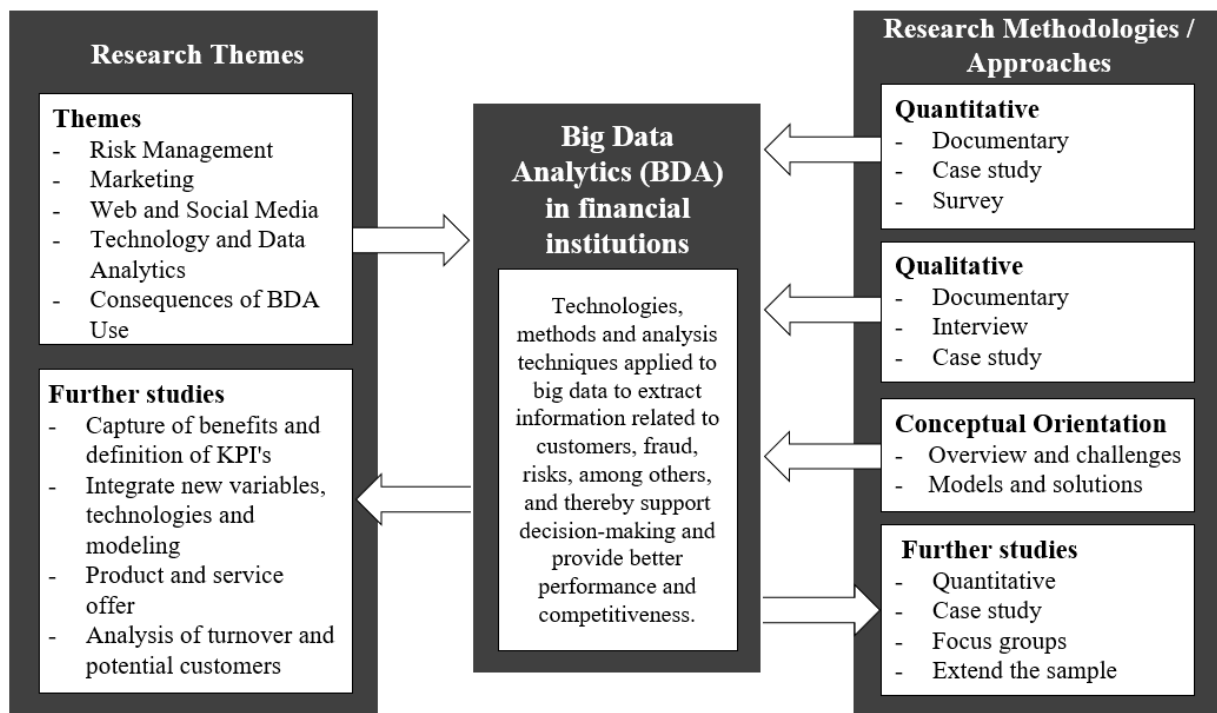 Research Themes
Themes
- Risk Management
- Marketing
- Web and Social Media
- Technology and Data
Analytics
- Consequences of BDA
Use
Further studies
- Capture of benefits and
definition of KPI's
- Integrate new variables,
technologies and
modeling
- Product and service
offer
- Analysis of turnover and
potential customers
Big Data
Analytics (BDA)
in financial
institutions
Technologies,
methods and analysis
techniques applied to
big data to extract
information related to
customers, fraud,
risks, among others,
and thereby support
decision-making and
provide better
performance and
competitiveness.
Research Methodologies /
Approaches
Quantitative
- Documentary
- Case study
- Survey
Qualitative
- Documentary
- Interview
- Case study
Conceptual Orientation
- Overview and challenges
- Models and solutions
Further studies
- Quantitative
- Case study
- Focus groups
- Extend the sample